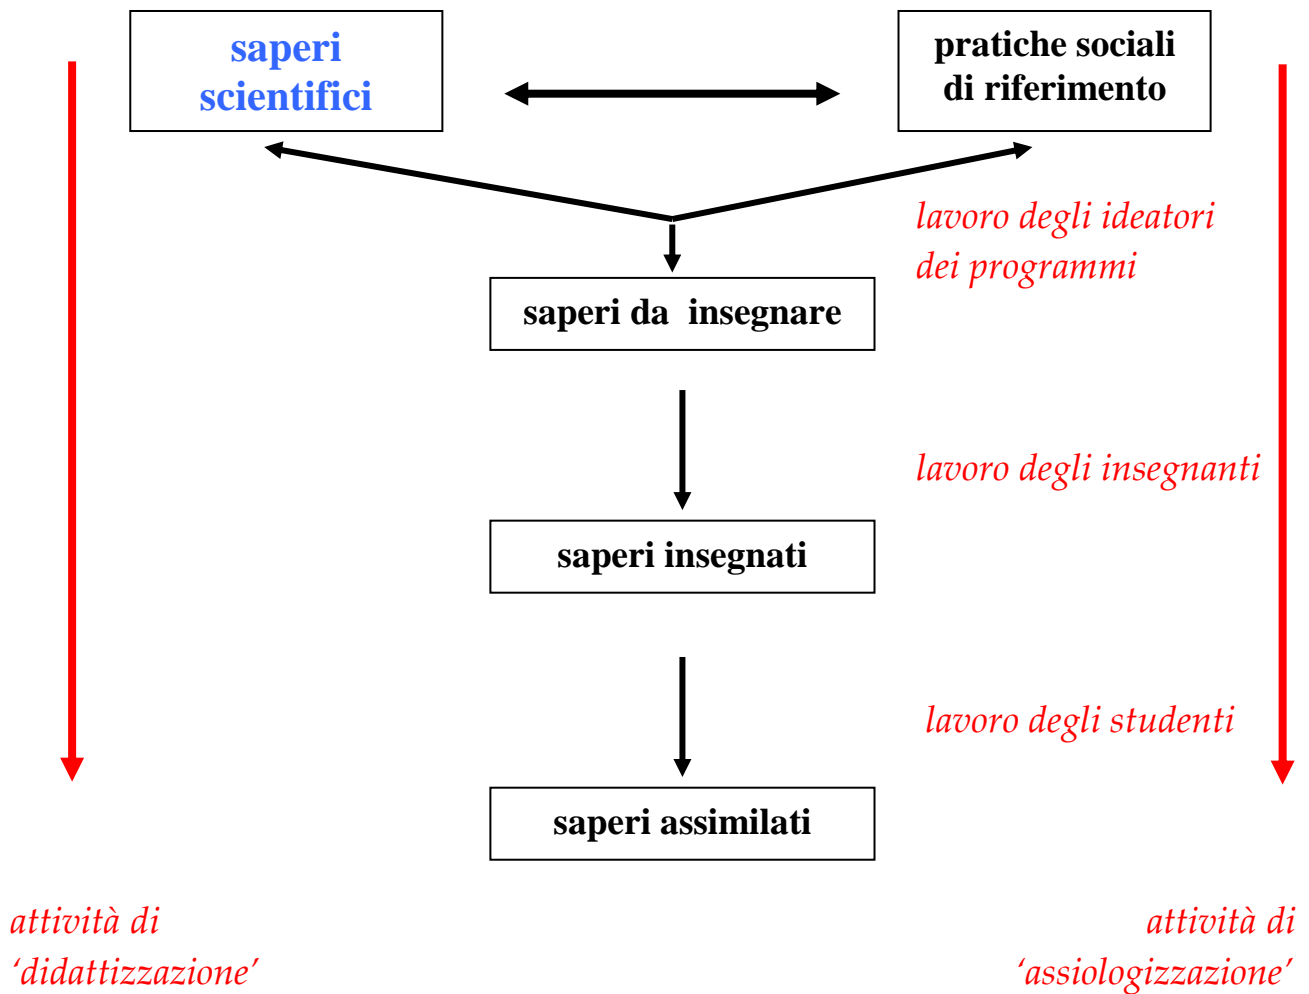 saperi
scientifici
pratiche sociali
di riferimento
lavoro degli ideatori
dei programmi
saperi da  insegnare
lavoro degli insegnanti
saperi insegnati
lavoro degli studenti
saperi assimilati
attività di
‘didattizzazione’
attività di
‘assiologizzazione’